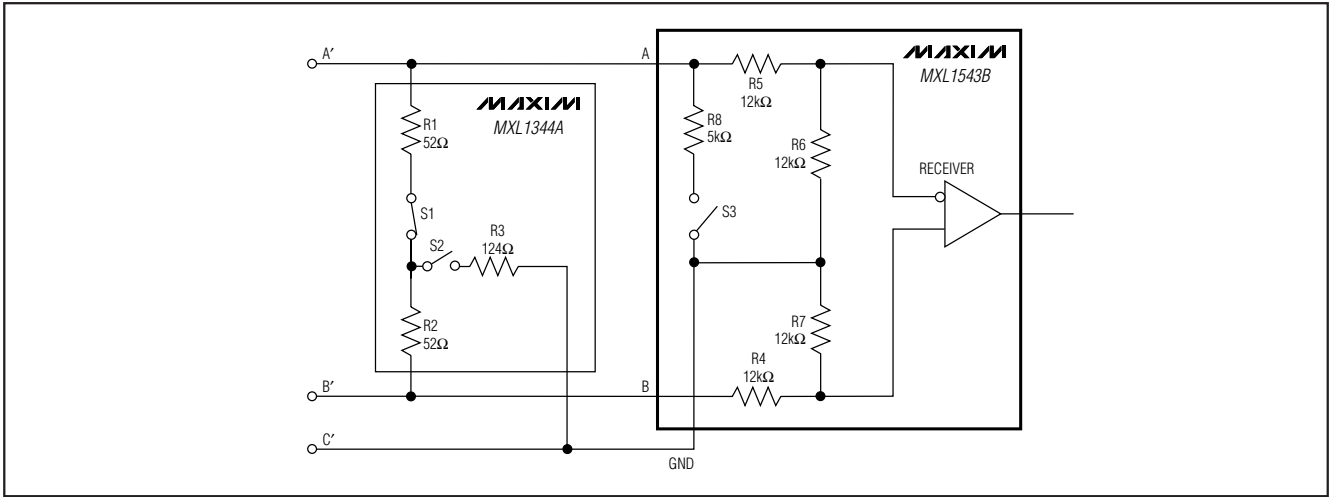 A′
A
MAXIM
MXL1543B
R5
12kΩ
MAXIM
MXL1344A
R1
52Ω
R8
5kΩ
R6
12kΩ
RECEIVER
S1
S3
S2
R3
124Ω
R2
52Ω
R7
12kΩ
R4
12kΩ
B′
B
C′
GND